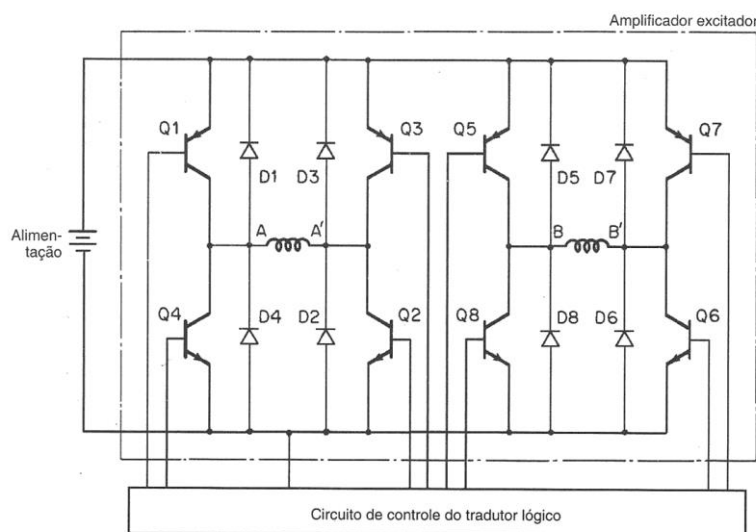 Amplificador excitador
Q1
Q3
Q5
Q7
D1
D3
D5
D7
A
A'
B
B'
Alimen-
tação
Q4
D4
D2
Q2
Q8
D8
D6
Q6
Circuito de controle do tradutor lógico